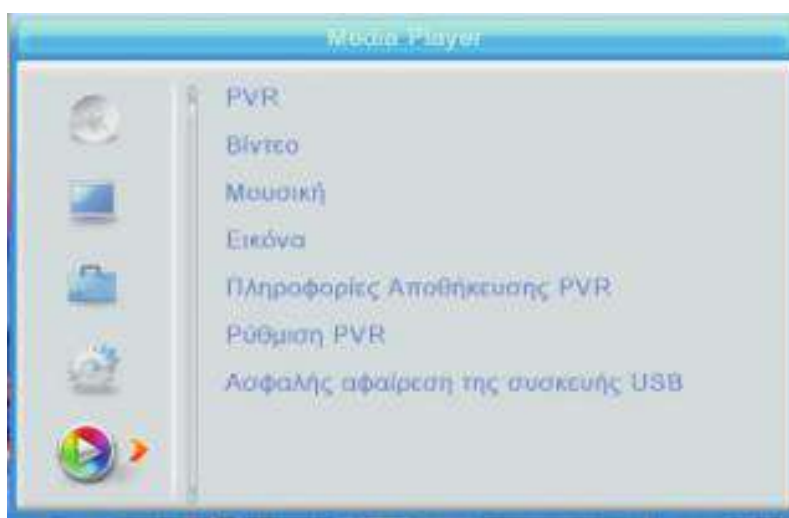 Media Player
PVR
Βίντεο
Μουσική
Εικόνα
Πληροφορίες Αποθήκευσης PVR
Ρύθμιση PVR
Ασφαλής αφαίρεση της συσκευής USB